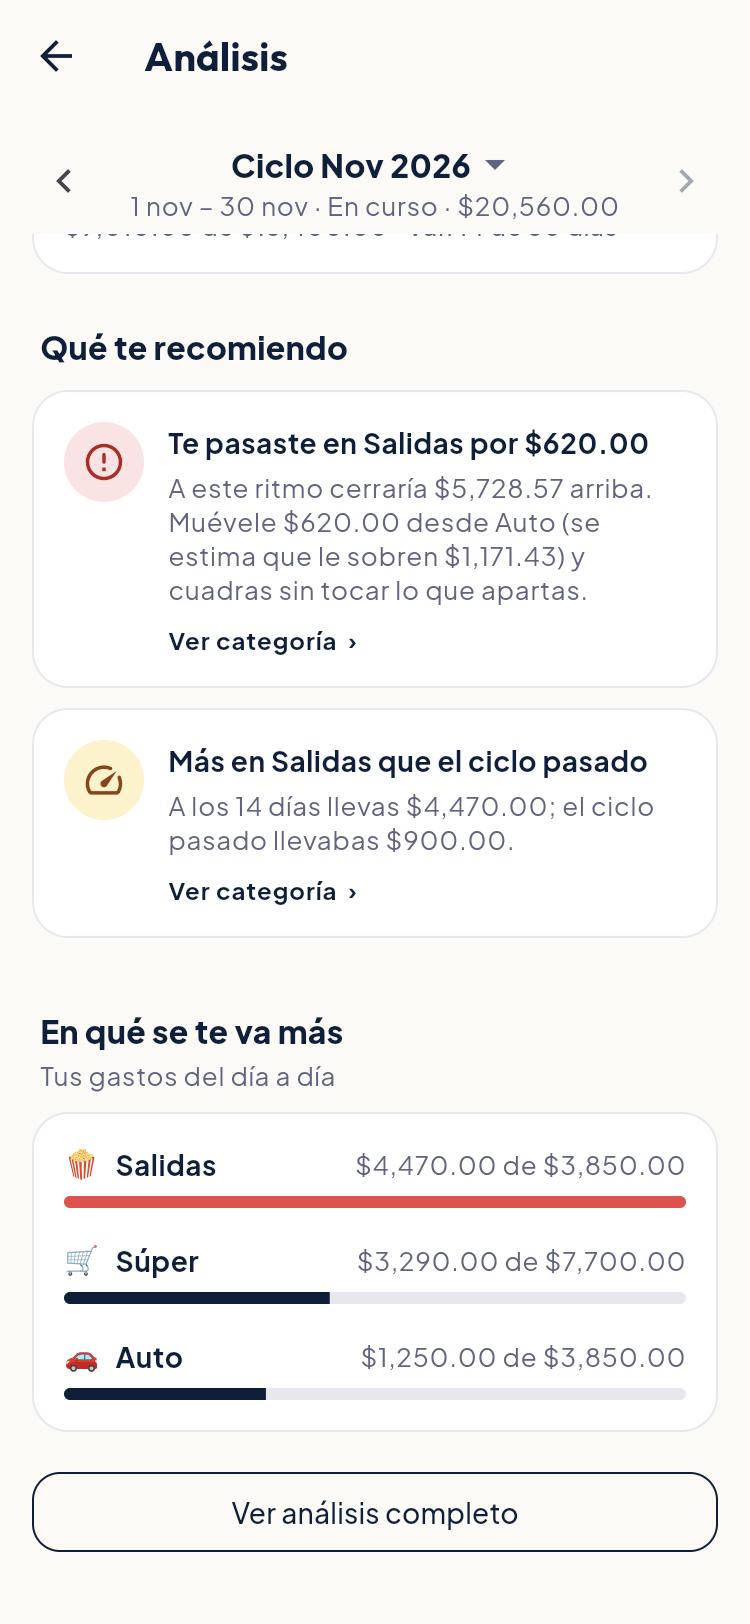 Análisis
Ciclo Nov 2026
1 nov – 30 nov · En curso · $20,560.00
Qué te recomiendo
Te pasaste en Salidas por $620.00
A este ritmo cerraría $5,728.57 arriba.
Muévele $620.00 desde Auto (se
estima que le sobren $1,171.43) y
cuadras sin tocar lo que apartas.
Ver categoría ›
Más en Salidas que el ciclo pasado
A los 14 días llevas $4,470.00; el ciclo
pasado llevabas $900.00.
Ver categoría ›
En qué se te va más
Tus gastos del día a día
Salidas $4,470.00 de $3,850.00
Súper $3,290.00 de $7,700.00
Auto $1,250.00 de $3,850.00
Ver análisis completo